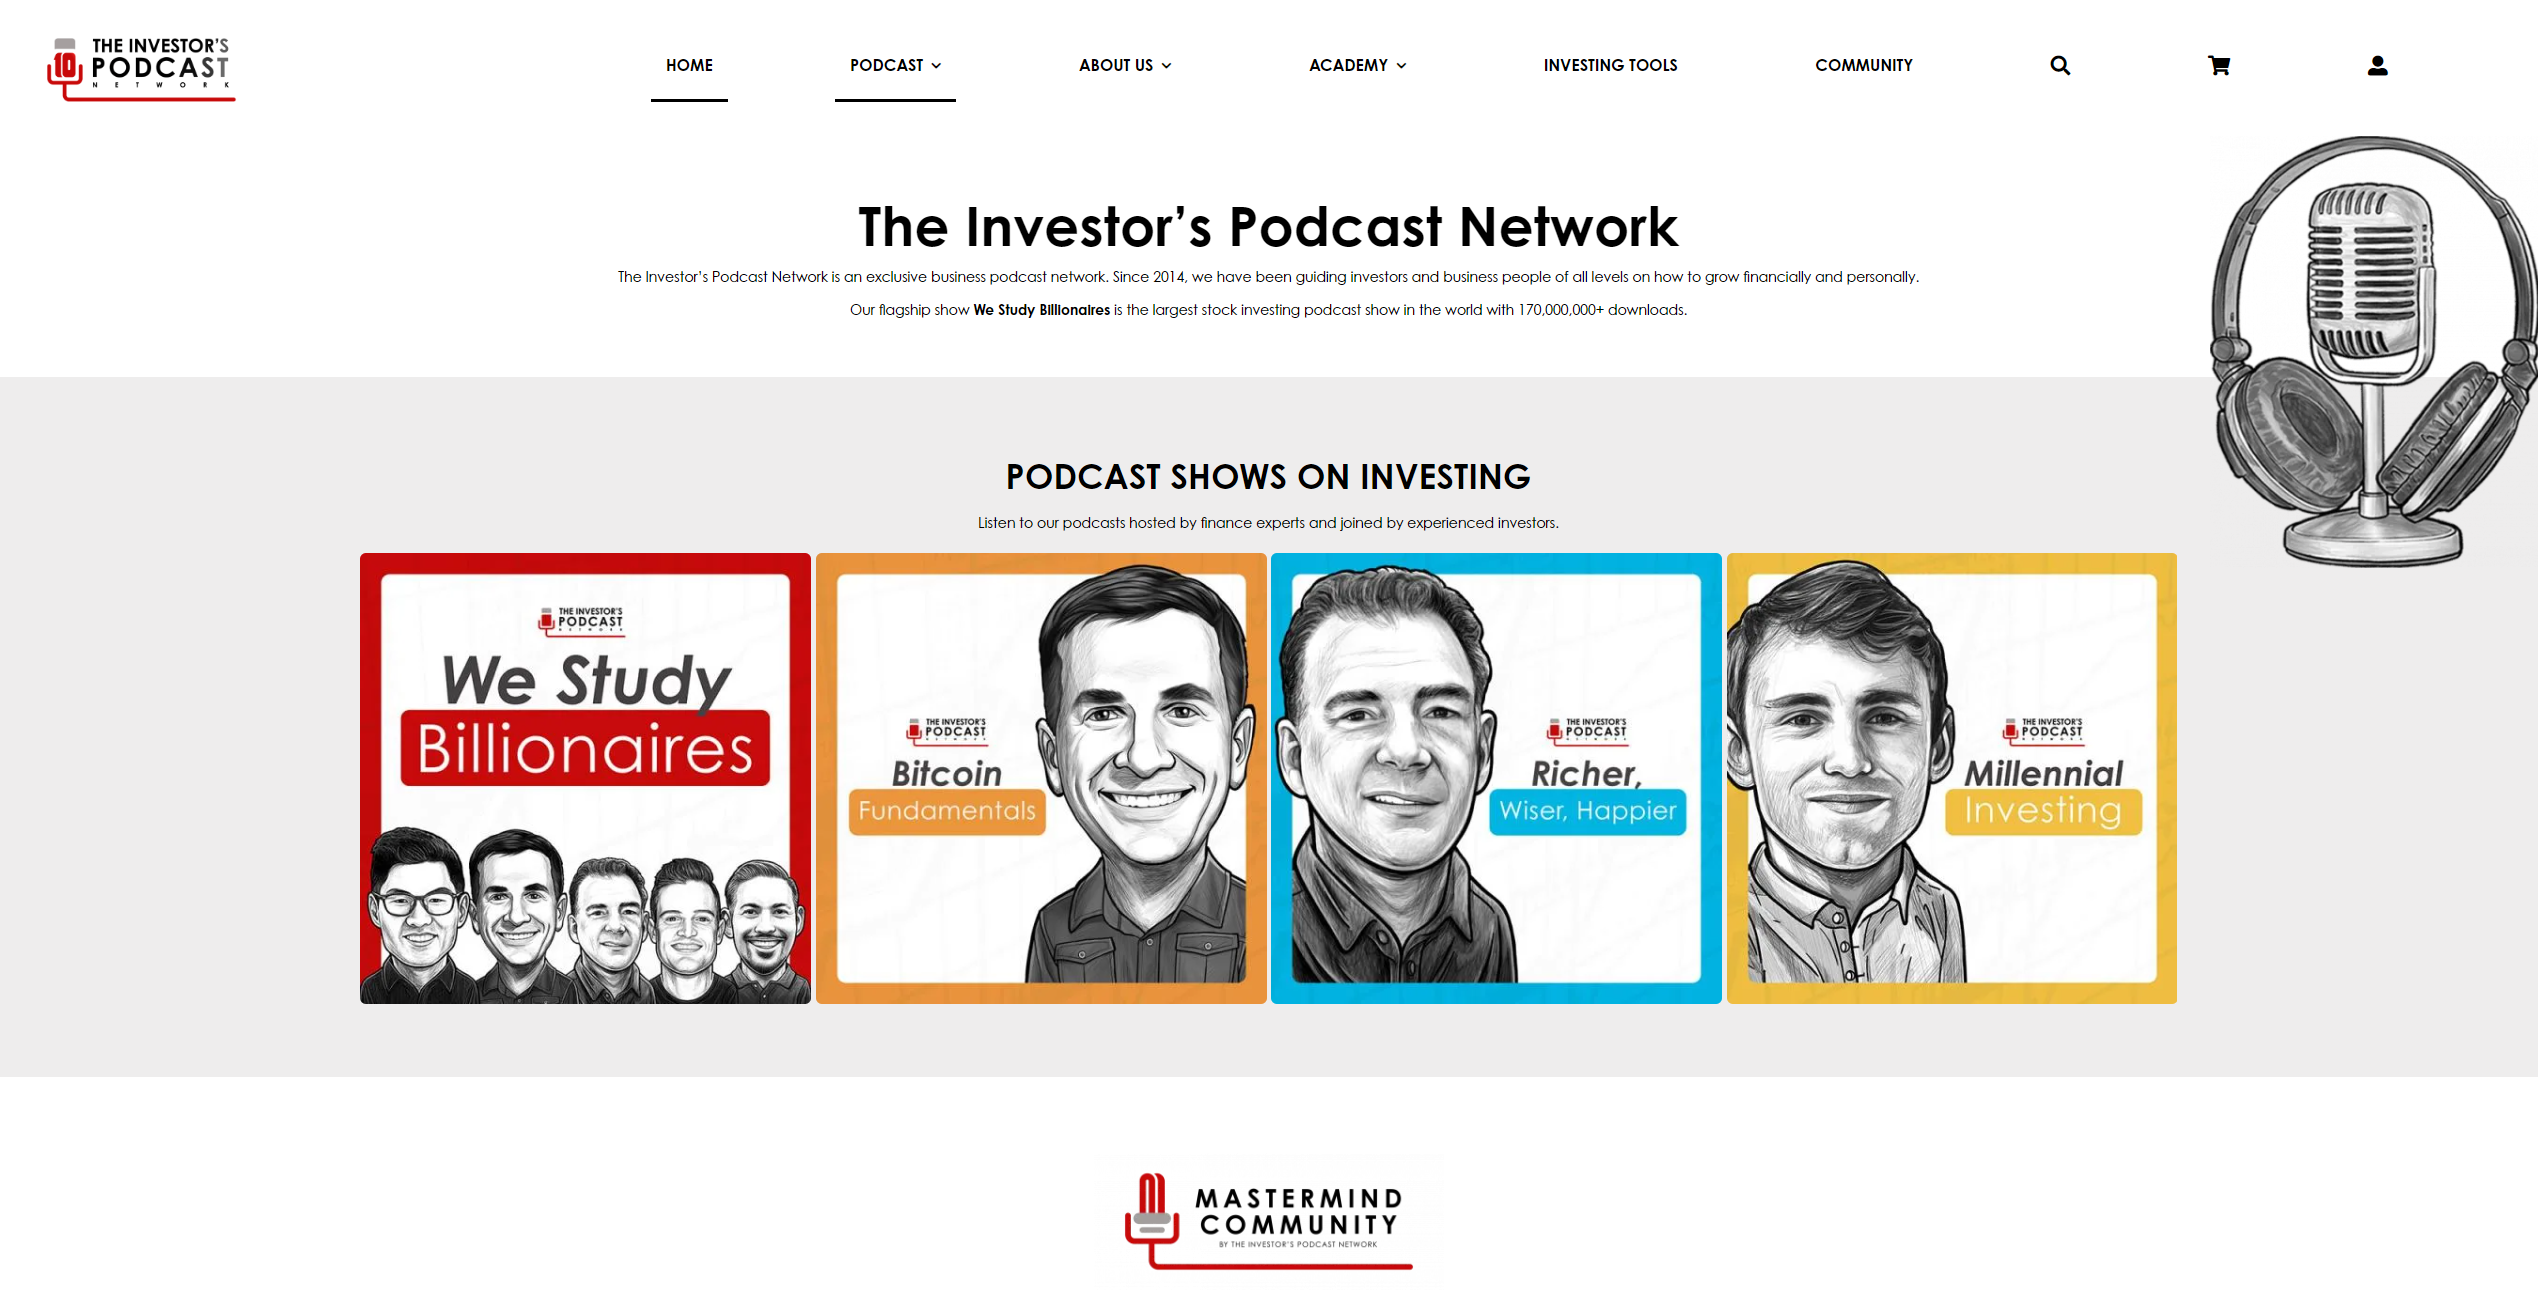 10
THE INVESTOR'S
PODCAST
NETWORK
HOME
PODCAST
ABOUT US
ACADEMY
INVESTING TOOLS
COMMUNITY
The Investor’s Podcast Network
The Investor’s Podcast Network is an exclusive business podcast network. Since 2014, we have been guiding investors and business people of all levels on how to grow financially and personally.
Our flagship show We Study Billionaires is the largest stock investing podcast show in the world with 170,000,000+ downloads.
PODCAST SHOWS ON INVESTING
Listen to our podcasts hosted by finance experts and joined by experienced investors.
THE INVESTOR'S
PODCAST
NETWORK
We Study
Billionaires
THE INVESTOR'S
PODCAST
NETWORK
Bitcoin
Fundamentals
THE INVESTOR'S
PODCAST
NETWORK
Richer,
Wiser, Happier
THE INVESTOR'S
PODCAST
NETWORK
Millennial
Investing
MASTERMIND
COMMUNITY
BY THE INVESTOR'S PODCAST NETWORK